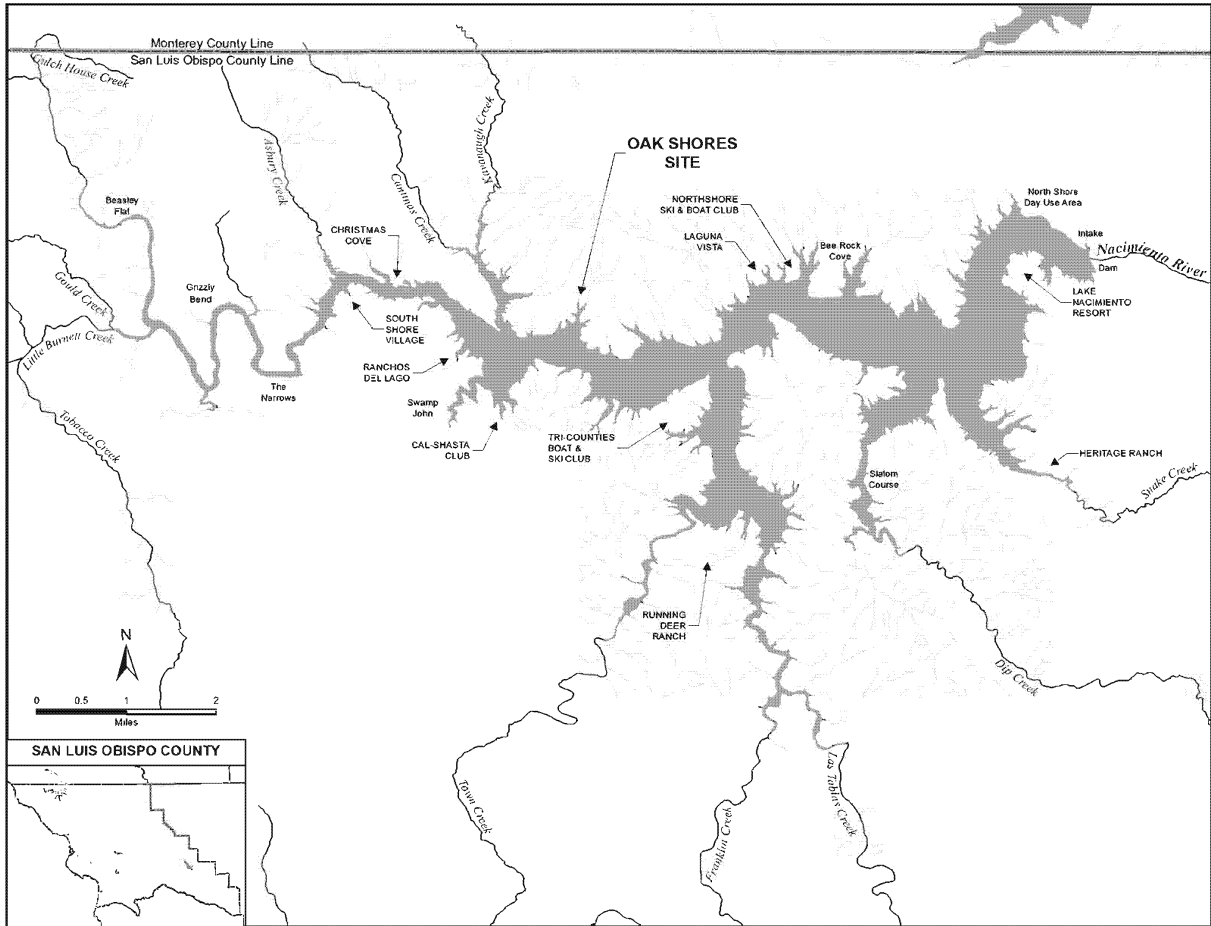 Monterey County Line
San Luis Obispo County Line
Gulch House Creek
Asbury Creek
Cantinas Creek
Kavanaugh Creek
OAK SHORES
SITE
NORTHSHORE
SKI & BOAT CLUB
LAGUNA
VISTA
Bee Rock
Cove
North Shore
Day Use Area
Intake
Nacimiento River
Dam
LAKE
NACIMIENTO
RESORT
Beasley
Flat
CHRISTMAS
COVE
Grizzly
Bend
Gould Creek
Little Burnett Creek
SOUTH
SHORE
VILLAGE
RANCHOS
DEL LAGO
The
Narrows
Swamp
John
CAL-SHASTA
CLUB
TRI-COUNTIES
BOAT &
SKI CLUB
Tobacco Creek
Slalom
Course
HERITAGE RANCH
Snake Creek
RUNNING
DEER
RANCH
Dip Creek
N
0 0.5 1 2
Miles
SAN LUIS OBISPO COUNTY
Town Creek
Franklin Creek
Las Tablas Creek